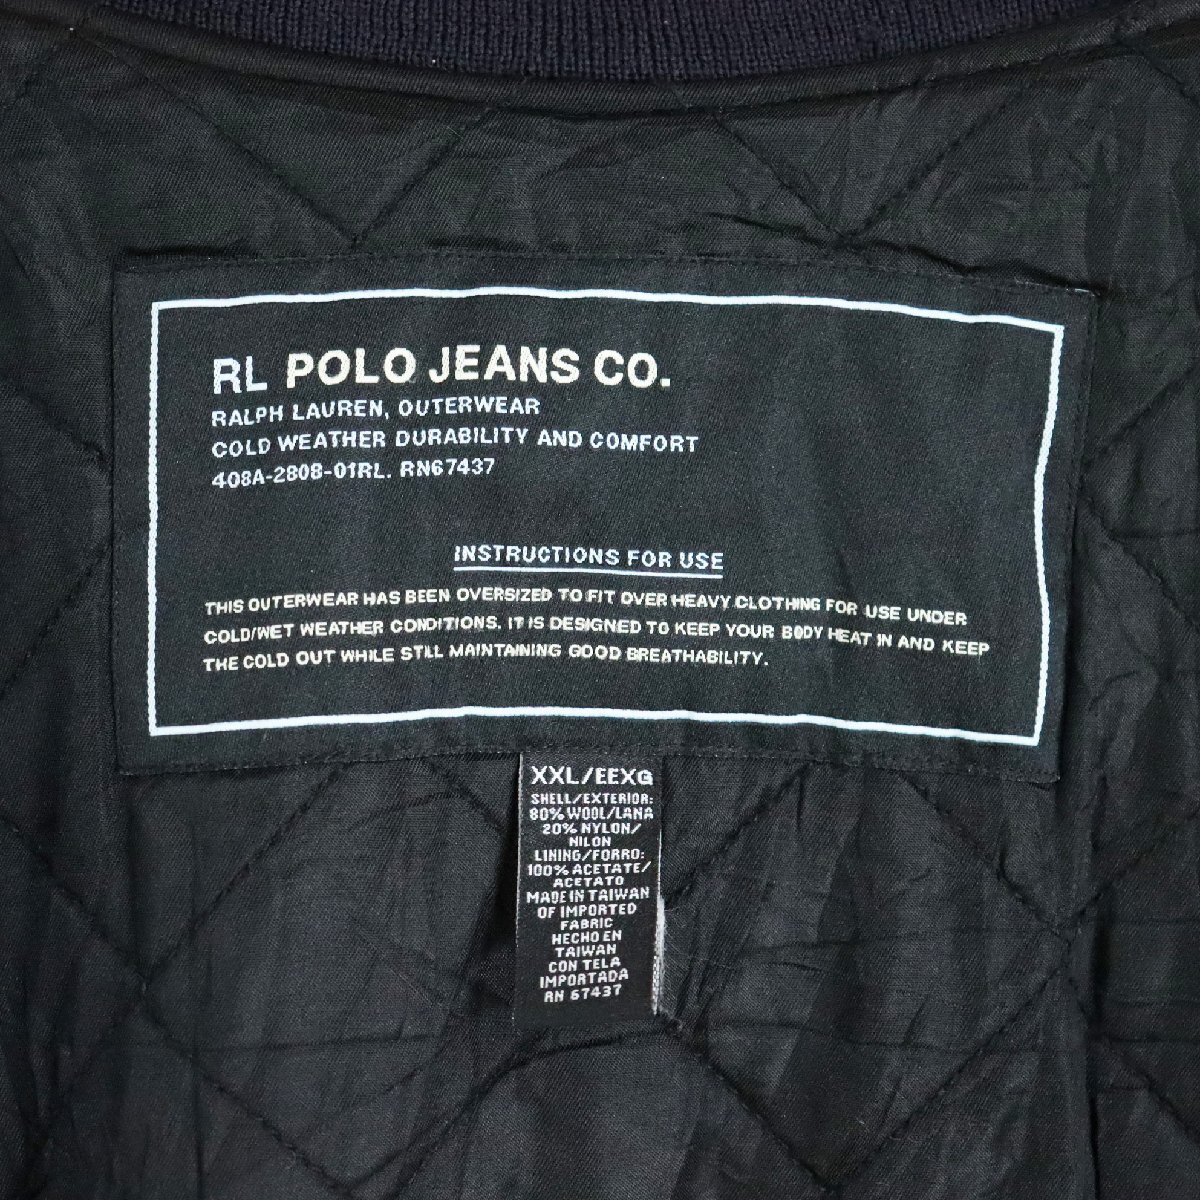 RL POLO JEANS CO.
RALPH LAUREN, OUTERWEAR
COLD WEATHER DURABILITY AND COMFORT
408A-2808-01RL. RN67437
INSTRUCTIONS FOR USE
THIS OUTERWEAR HAS BEEN OVERSIZED TO FIT OVER HEAVY CLOTHING FOR USE UNDER
COLD/WET WEATHER CONDITIONS. IT IS DESIGNED TO KEEP YOUR BODY HEAT IN AND KEEP
THE COLD OUT WHILE STILL MAINTAINING GOOD BREATHABILITY.
XXL/EEXG
SHELL/EXTERIOR:
80% WOOL/LANA
20% NYLON/
NILON
LINING/FORRO:
100% ACETATE/
ACETATO
MADE IN TAIWAN
OF IMPORTED
FABRIC
HECHO EN
TAIWAN
CON TELA
IMPORTADA
RN 67437